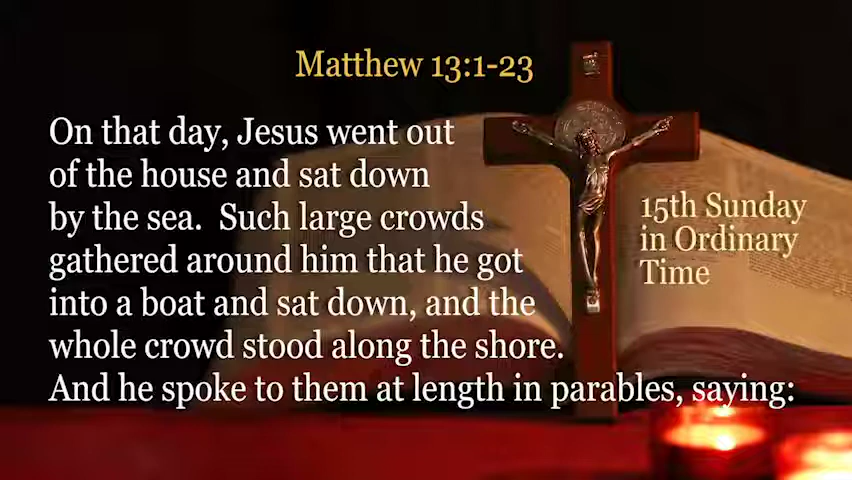 Matthew 13:1-23
On that day, Jesus went out
of the house and sat down
by the sea.  Such large crowds
gathered around him that he got
into a boat and sat down, and the
whole crowd stood along the shore.
And he spoke to them at length in parables, saying:
15th Sunday
in Ordinary
Time